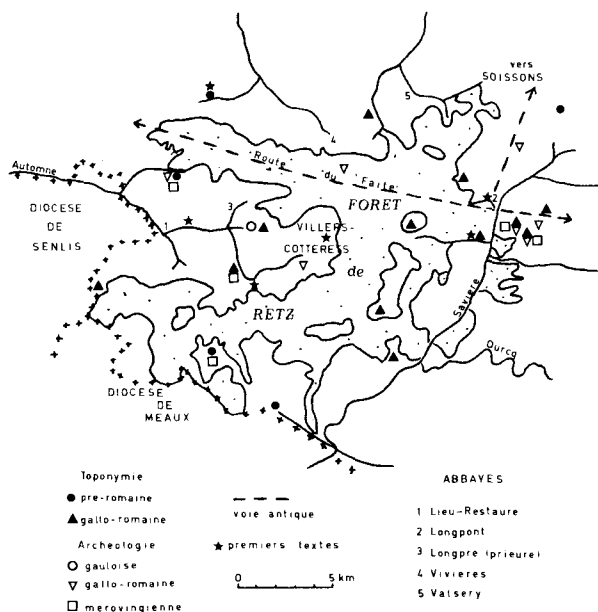 vers
SOISSONS
5
4
Automne
Route du Faîte
2
FORET
DIOCESE
DE
SENLIS
3
1
VILLERS-
COTTERESS
de
Savière
RETZ
Ourcq
DIOCESE
DE
MEAUX
Toponymie
pre-romaine
gallo-romaine
Archeologie
gauloise
gallo-romaine
merovingienne
voie antique
premiers textes
0 5 km
ABBAYES
1 Lieu-Restaure
2 Longpont
3 Longpre (prieure)
4 Vivieres
5 Valsery